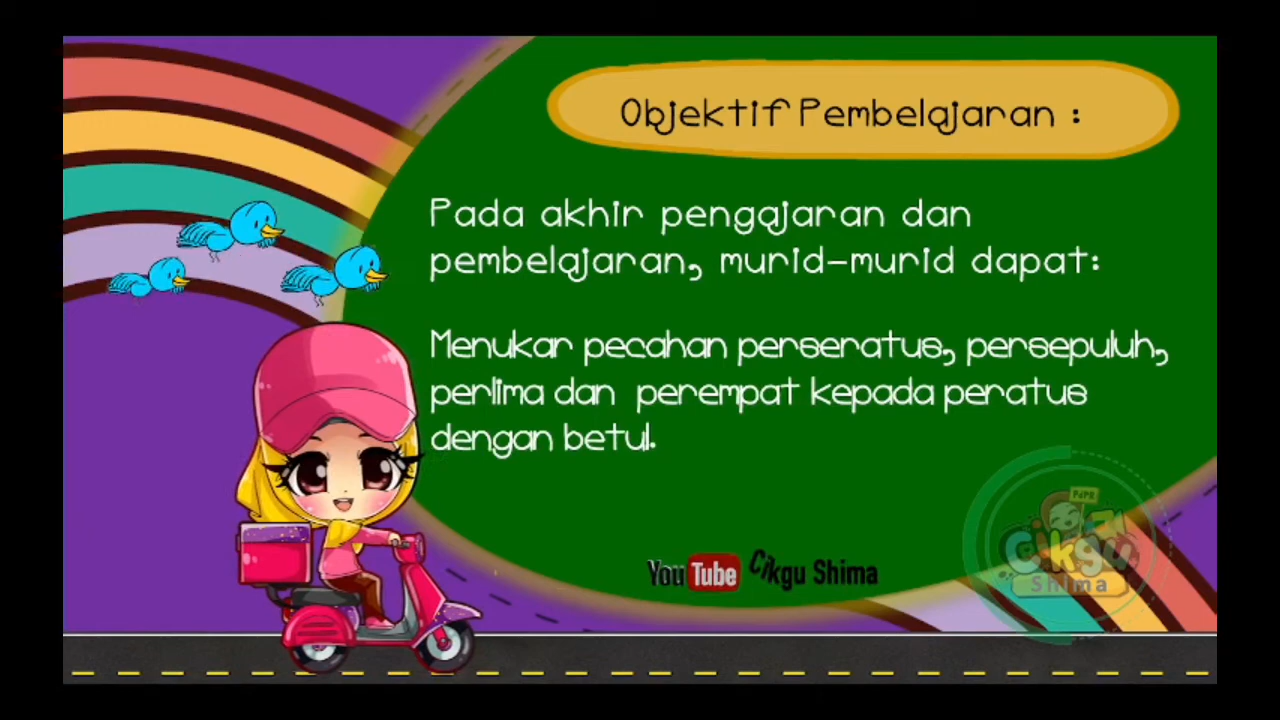 Objektif Pembelajaran :
Pada akhir pengajaran dan
pembelajaran, murid-murid dapat:
Menukar pecahan perseratus, persepuluh,
perlima dan perempat kepada peratus
dengan betul.
YouTube Cikgu Shima
PdPR
Cikgu
Shima